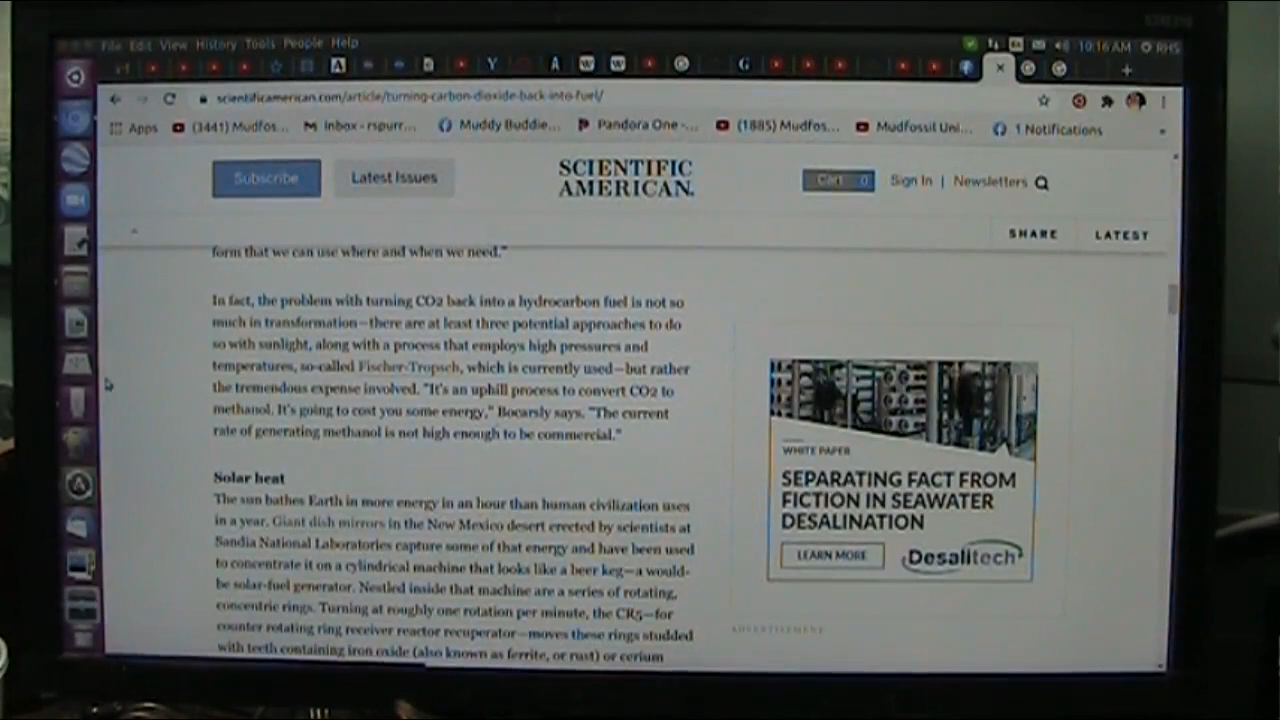 File Edit View History Tools People Help
10:16 AM RHS
A Y A W W G
scientificamerican.com/article/turning-carbon-dioxide-back-into-fuel/
Apps (3441) Mudfos... Inbox - rspurr... Muddy Buddie... Pandora One -... (1885) Mudfos... Mudfossil Uni... 1 Notifications
Subscribe Latest Issues SCIENTIFIC AMERICAN. Cart 0 Sign In | Newsletters
SHARE LATEST
form that we can use where and when we need."
In fact, the problem with turning CO2 back into a hydrocarbon fuel is not so
much in transformation—there are at least three potential approaches to do
so with sunlight, along with a process that employs high pressures and
temperatures, so-called Fischer-Tropsch, which is currently used—but rather
the tremendous expense involved. "It's an uphill process to convert CO2 to
methanol. It's going to cost you some energy," Bocarsly says. "The current
rate of generating methanol is not high enough to be commercial."
Solar heat
The sun bathes Earth in more energy in an hour than human civilization uses
in a year. Giant dish mirrors in the New Mexico desert erected by scientists at
Sandia National Laboratories capture some of that energy and have been used
to concentrate it on a cylindrical machine that looks like a beer keg—a would-
be solar-fuel generator. Nestled inside that machine are a series of rotating,
concentric rings. Turning at roughly one rotation per minute, the CR5—for
counter rotating ring receiver reactor recuperator—moves these rings studded
with teeth containing iron oxide (also known as ferrite, or rust) or cerium
WHITE PAPER
SEPARATING FACT FROM
FICTION IN SEAWATER
DESALINATION
LEARN MORE Desalitech
ADVERTISEMENT